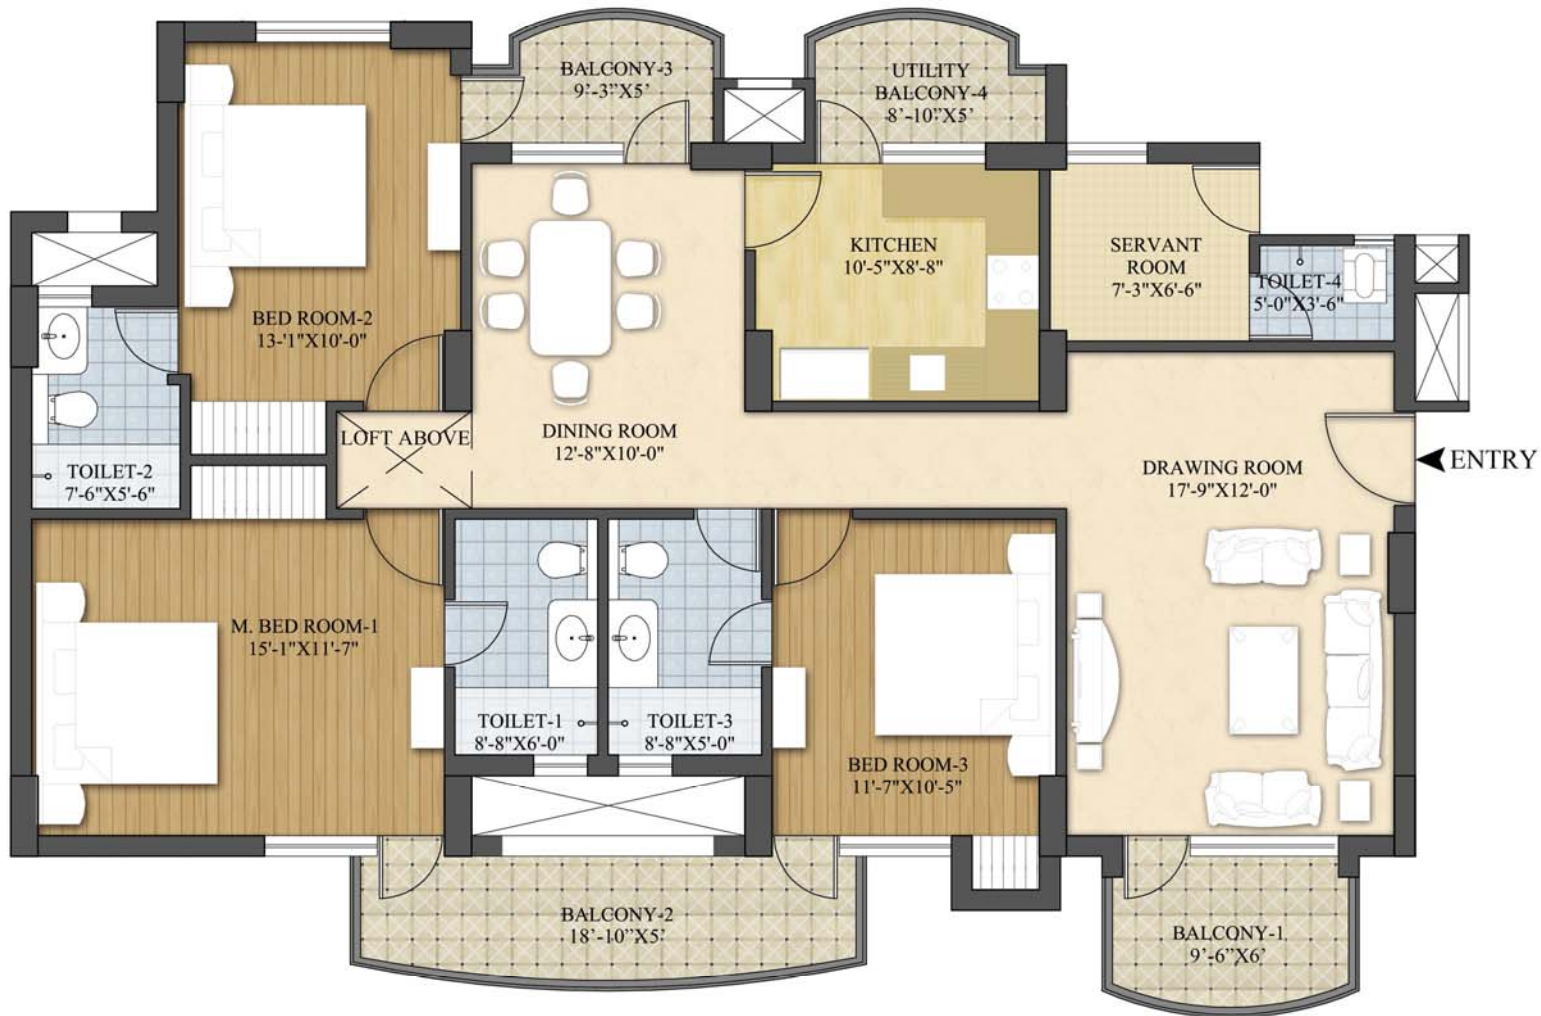 BALCONY-3
9'-3"X5'
UTILITY
BALCONY-4
8'-10"X5'
KITCHEN
10'-5"X8'-8"
SERVANT
ROOM
7'-3"X6'-6"
TOILET-4
5'-0"X3'-6"
BED ROOM-2
13-'1"X10'-0"
LOFT ABOVE
DINING ROOM
12'-8"X10'-0"
DRAWING ROOM
17'-9"X12'-0"
ENTRY
TOILET-2
7'-6"X5'-6"
M. BED ROOM-1
15'-1"X11'-7"
TOILET-1
8'-8"X6'-0"
TOILET-3
8'-8"X5'-0"
BED ROOM-3
11'-7"X10'-5"
BALCONY-2
18'-10"X5'
BALCONY-1
9'-6"X6'